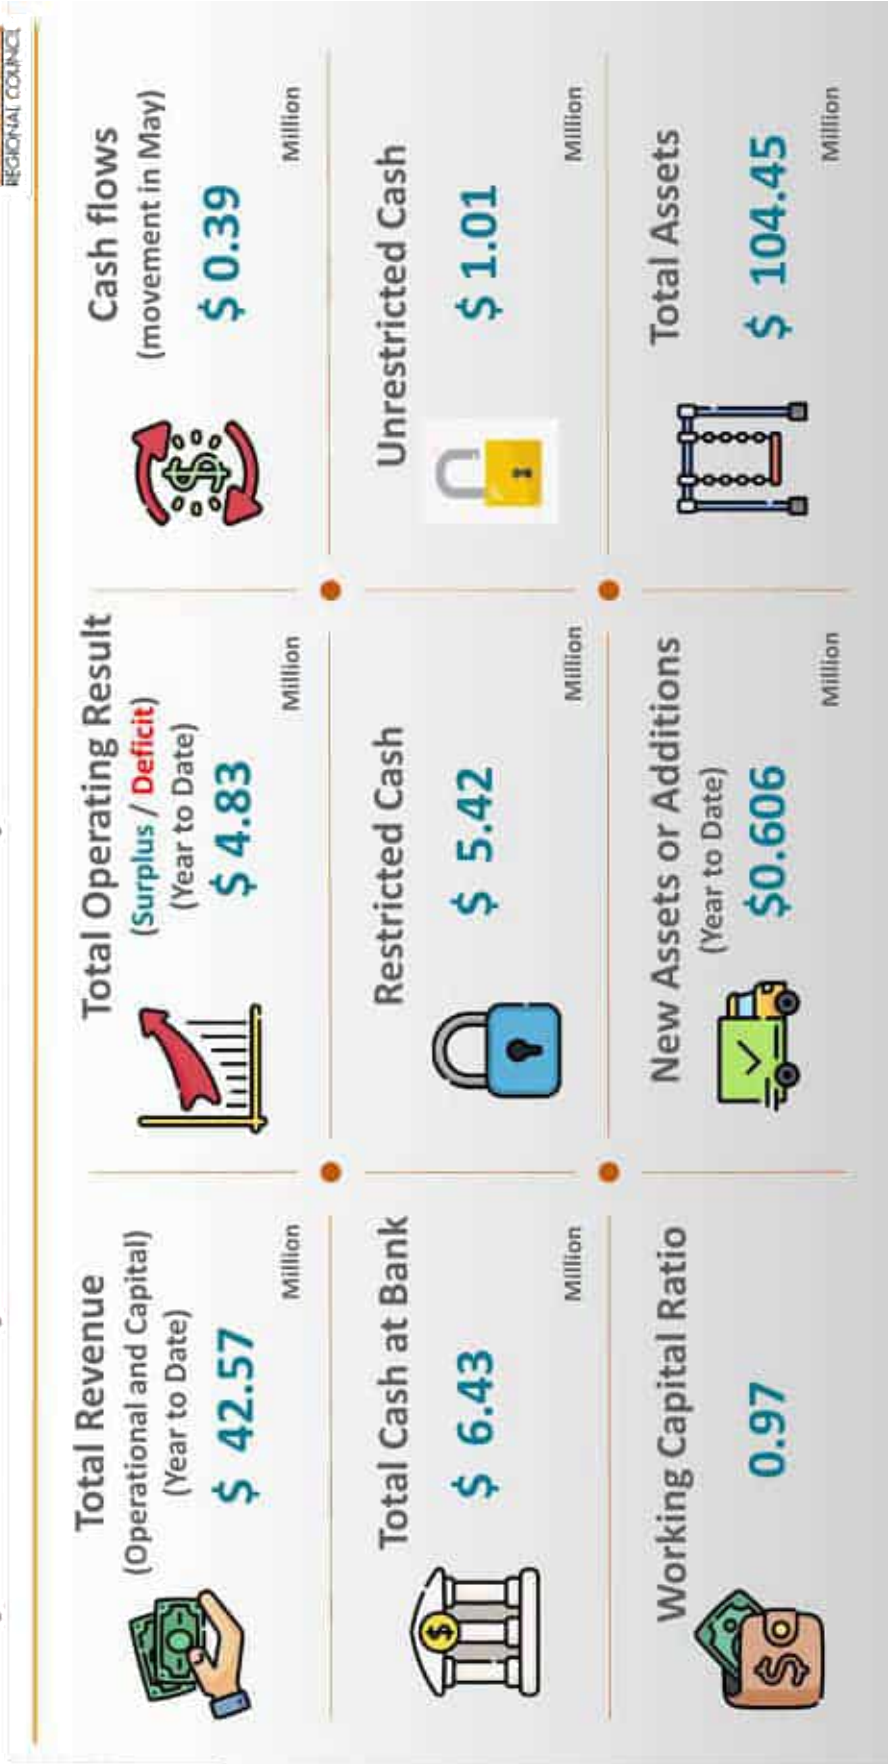 REGIONAL COUNCIL
Total Revenue
(Operational and Capital)
(Year to Date)
$ 42.57
Million
Total Operating Result
(Surplus / Deficit)
(Year to Date)
$ 4.83
Million
Cash flows
(movement in May)
$ 0.39
Million
Total Cash at Bank
$ 6.43
Million
Restricted Cash
$ 5.42
Million
Unrestricted Cash
$ 1.01
Million
Working Capital Ratio
0.97
New Assets or Additions
(Year to Date)
$0.606
Million
Total Assets
$ 104.45
Million